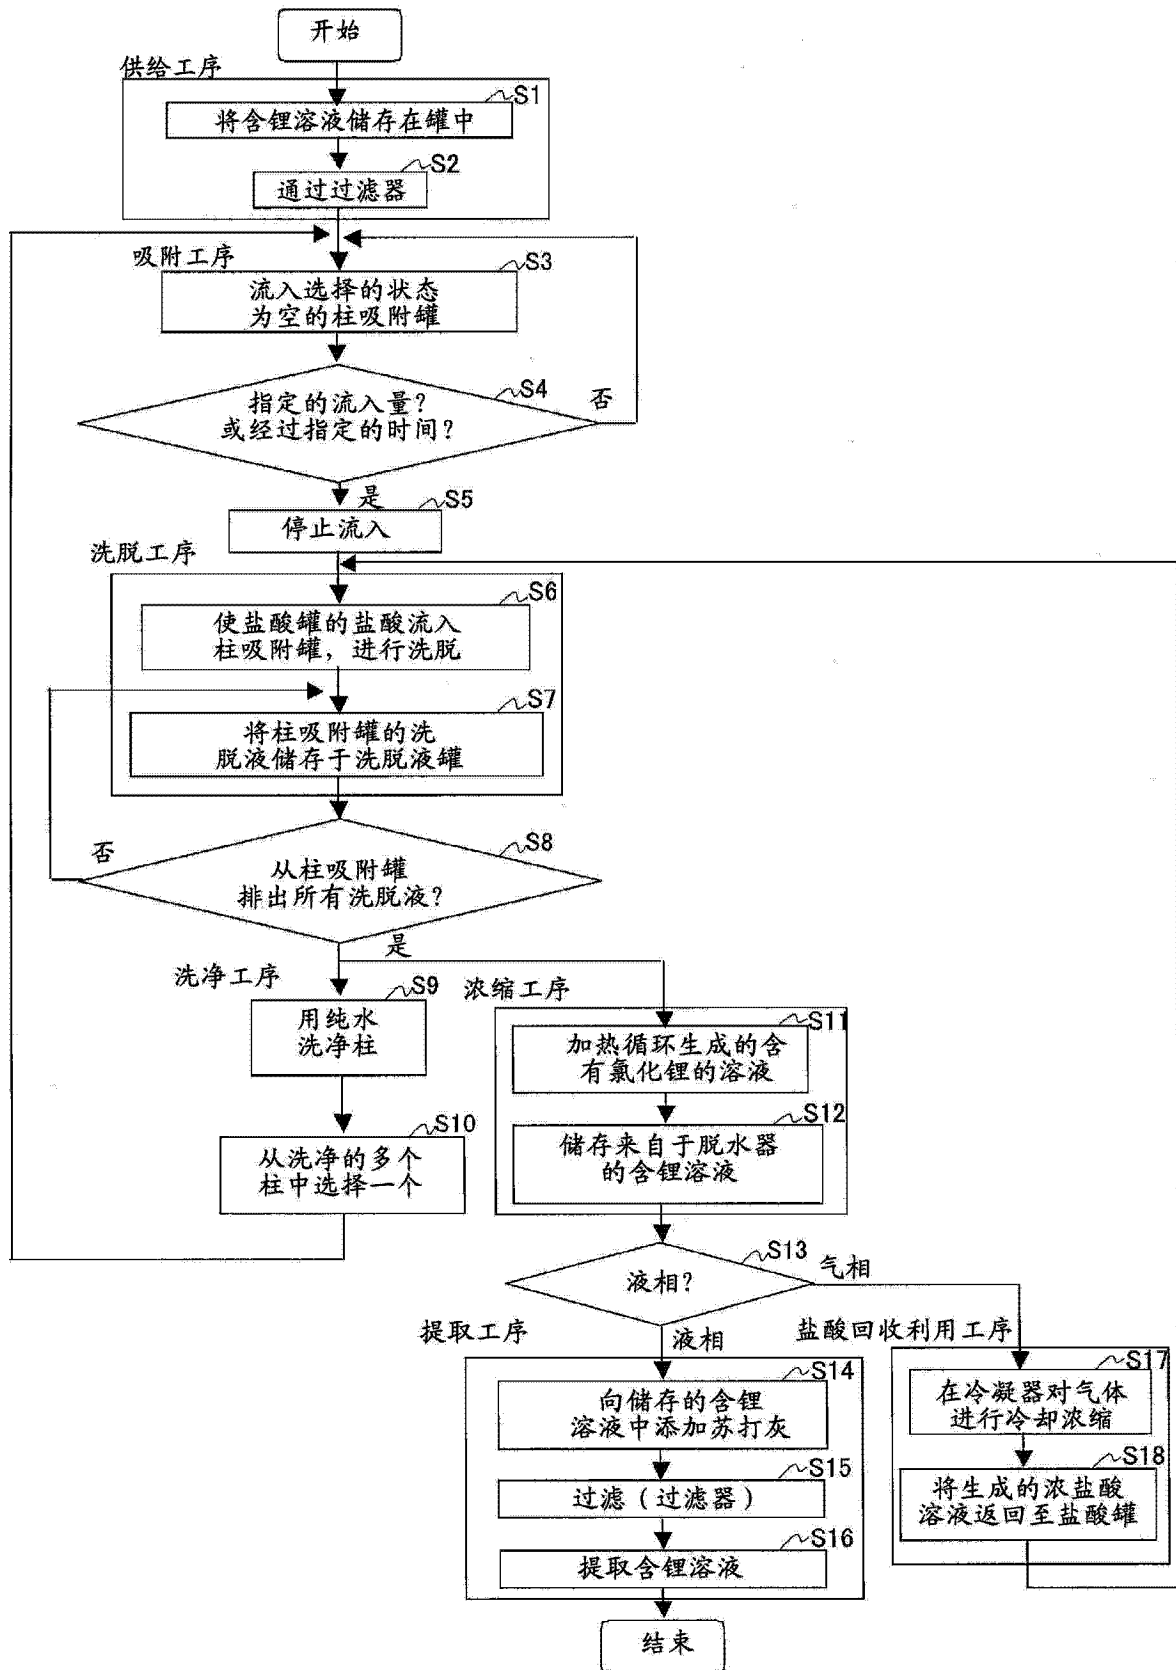 开始
供给工序
S1
将含锂溶液储存在罐中
S2
通过过滤器
吸附工序
S3
流入选择的状态
为空的柱吸附罐
S4
指定的流入量?
或经过指定的时间?
否
是
S5
停止流入
洗脱工序
S6
使盐酸罐的盐酸流入
柱吸附罐，进行洗脱
S7
将柱吸附罐的洗
脱液储存于洗脱液罐
S8
否
从柱吸附罐
排出所有洗脱液?
是
洗净工序
S9
用纯水
洗净柱
S10
从洗净的多个
柱中选择一个
浓缩工序
S11
加热循环生成的含
有氯化锂的溶液
S12
储存来自于脱水器
的含锂溶液
S13
液相?
气相
液相
提取工序
S14
向储存的含锂
溶液中添加苏打灰
S15
过滤（过滤器）
S16
提取含锂溶液
结束
盐酸回收利用工序
S17
在冷凝器对气体
进行冷却浓缩
S18
将生成的浓盐酸
溶液返回至盐酸罐